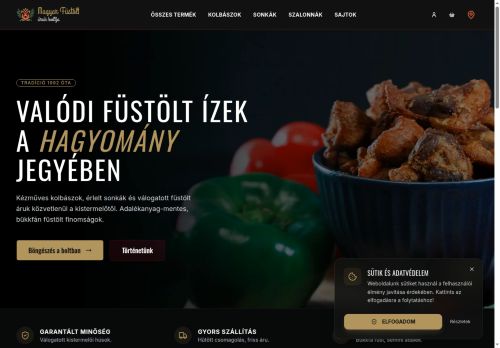 Magyar Füstölt
áruk boltja
ÖSSZES TERMÉK
KOLBÁSZOK
SONKÁK
SZALONNÁK
SAJTOK
TRADÍCIÓ 1992 ÓTA
VALÓDI FÜSTÖLT ÍZEK
A HAGYOMÁNY
JEGYÉBEN
Kézműves kolbászok, érlelt sonkák és válogatott füstölt
áruk közvetlenül a kistermelőtől. Adalékanyag-mentes,
bükkfán füstölt finomságok.
Böngészés a boltban →
Történetünk
SÜTIK ÉS ADATVÉDELEM
Weboldalunk sütiket használ a felhasználói
élmény javítása érdekében. Kattints az
elfogadásra a folytatáshoz!
ELFOGADOM
Részletek
GARANTÁLT MINŐSÉG
Válogatott kistermelői húsok.
GYORS SZÁLLÍTÁS
Hűtött csomagolás, friss áru.